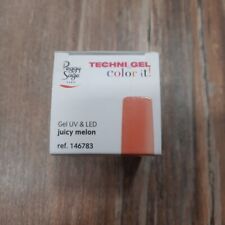 Peggy
Sage
TECHNI GEL
color it!
Gel UV & LED
juicy melon
ref. 146783